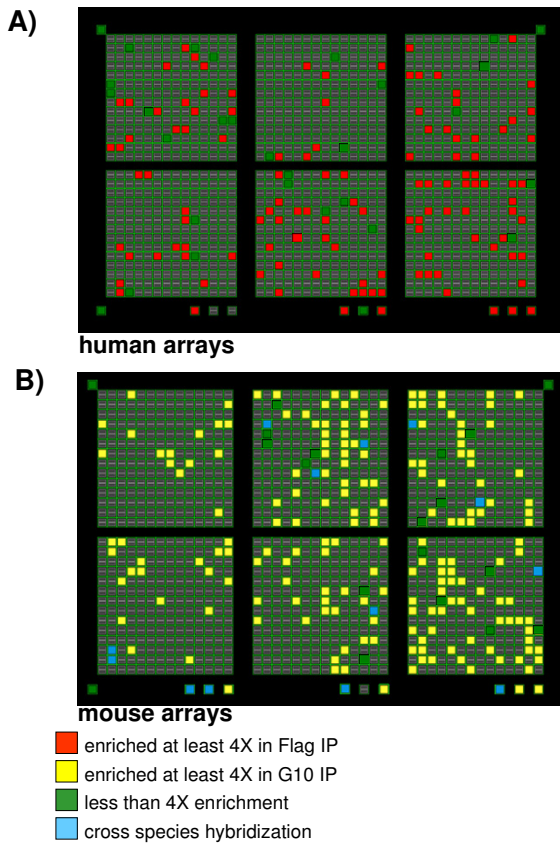 A)
human arrays
B)
mouse arrays
enriched at least 4X in Flag IP
enriched at least 4X in G10 IP
less than 4X enrichment
cross species hybridization